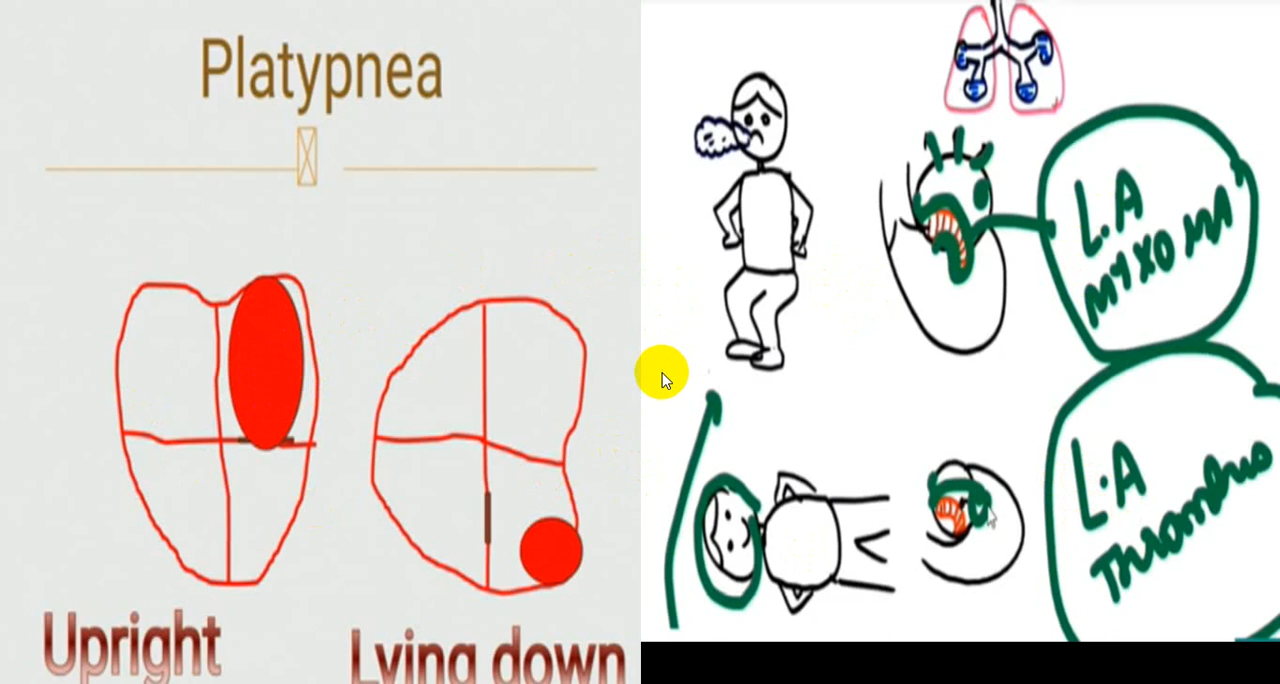 Platypnea
Upright
Lying down
L.A
MYXOMA
L.A
Thrombus